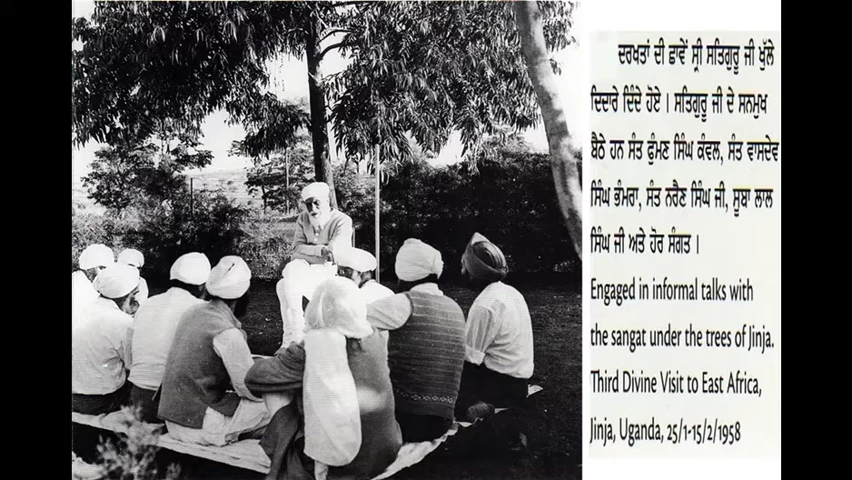 ਦਰਖਤਾਂ ਦੀ ਛਾਵੇਂ ਸ੍ਰੀ ਸਤਿਗੁਰੂ ਜੀ ਖੁੱਲੇ
ਦਿਦਾਰੇ ਦਿੰਦੇ ਹੋਏ । ਸਤਿਗੁਰੂ ਜੀ ਦੇ ਸਨਮੁਖ
ਬੈਠੇ ਹਨ ਸੰਤ ਫੁੰਮਣ ਸਿੰਘ ਕੰਵਲ, ਸੰਤ ਵਾਸਦੇਵ
ਸਿੰਘ ਭੰਮਰਾ, ਸੰਤ ਨਰੈਣ ਸਿੰਘ ਜੀ, ਸੂਬਾ ਲਾਲ
ਸਿੰਘ ਜੀ ਅਤੇ ਹੋਰ ਸੰਗਤ ।
Engaged in informal talks with
the sangat under the trees of Jinja.
Third Divine Visit to East Africa,
Jinja, Uganda, 25/1-15/2/1958